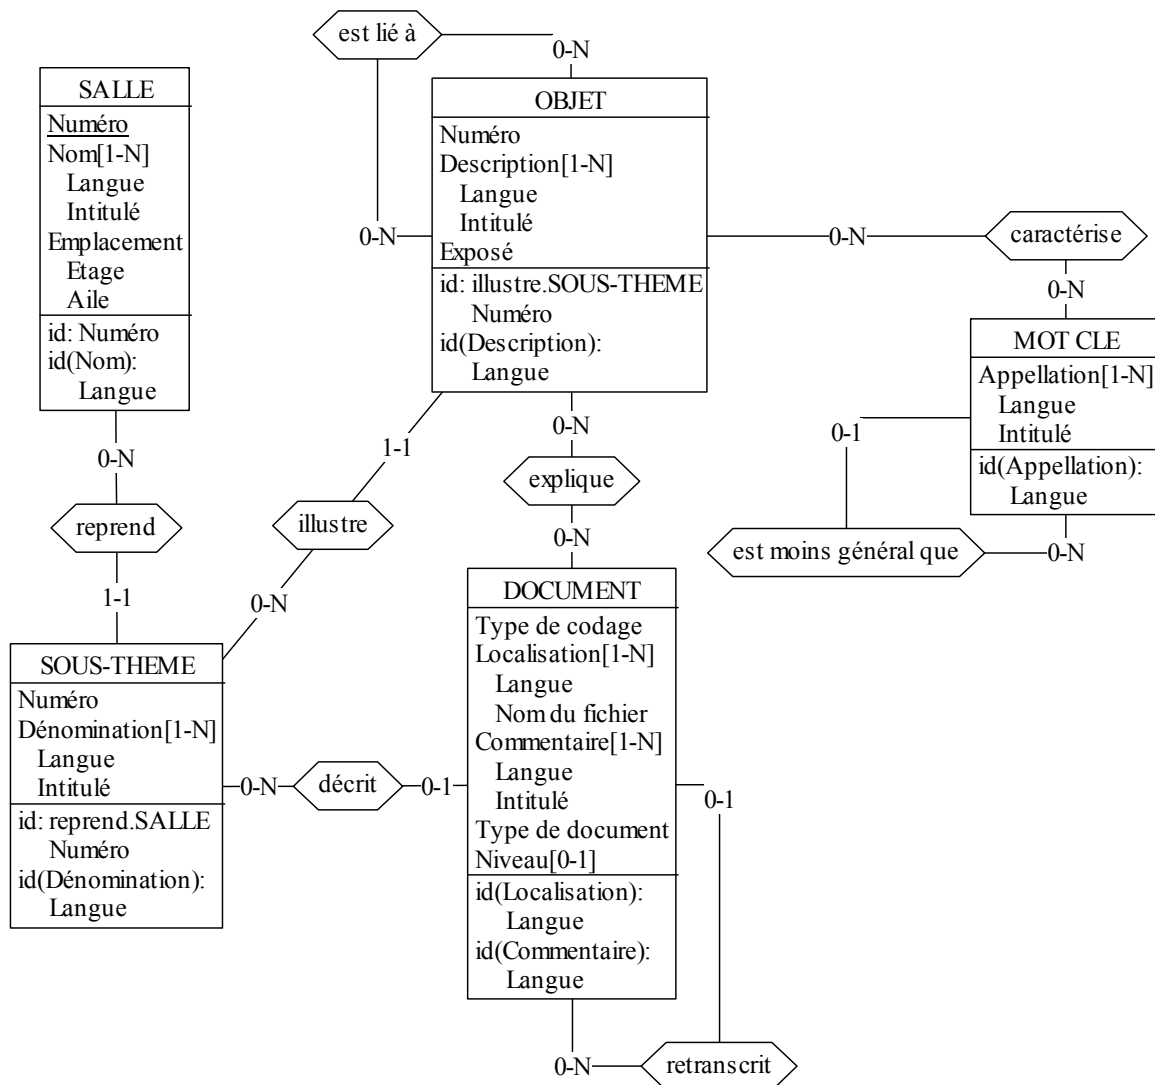 est lié à
0-N
0-N
SALLE
Numéro
Nom[1-N]
Langue
Intitulé
Emplacement
Etage
Aile
id: Numéro
id(Nom):
Langue
OBJET
Numéro
Description[1-N]
Langue
Intitulé
Exposé
id: illustre.SOUS-THEME
Numéro
id(Description):
Langue
0-N
caractérise
0-N
MOT CLE
Appellation[1-N]
Langue
Intitulé
id(Appellation):
Langue
0-1
est moins général que
0-N
0-N
reprend
1-1
1-1
illustre
0-N
0-N
explique
0-N
SOUS-THEME
Numéro
Dénomination[1-N]
Langue
Intitulé
id: reprend.SALLE
Numéro
id(Dénomination):
Langue
0-N
décrit
0-1
DOCUMENT
Type de codage
Localisation[1-N]
Langue
Nom du fichier
Commentaire[1-N]
Langue
Intitulé
Type de document
Niveau[0-1]
id(Localisation):
Langue
id(Commentaire):
Langue
0-1
0-N
retranscrit